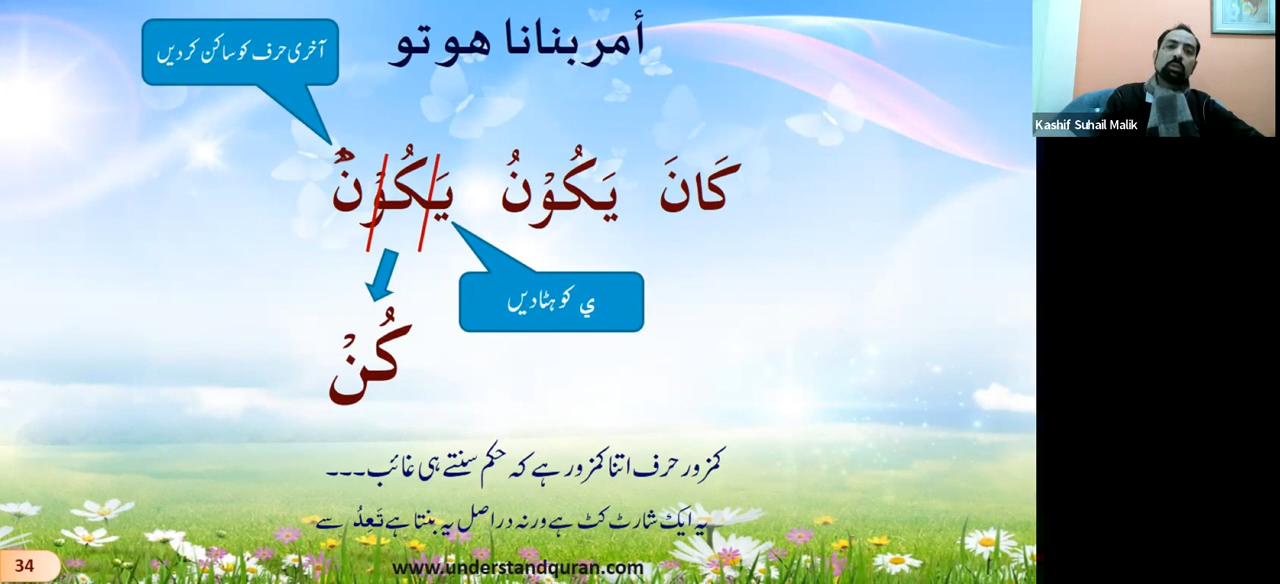 أمر بنانا هو تو
آخری حرف کو ساکن کر دیں
كَانَ يَكُوْنُ يَكُوْنُ
ي کو ہٹا دیں
كُنْ
کمزور حرف اتنا کمزور ہے کہ حکم سنتے ہی غائب۔۔۔
یہ ایک شارٹ کٹ ہے ورنہ دراصل یہ بنتا ہے تَعِدُ سے
www.understandquran.com
34
Kashif Suhail Malik